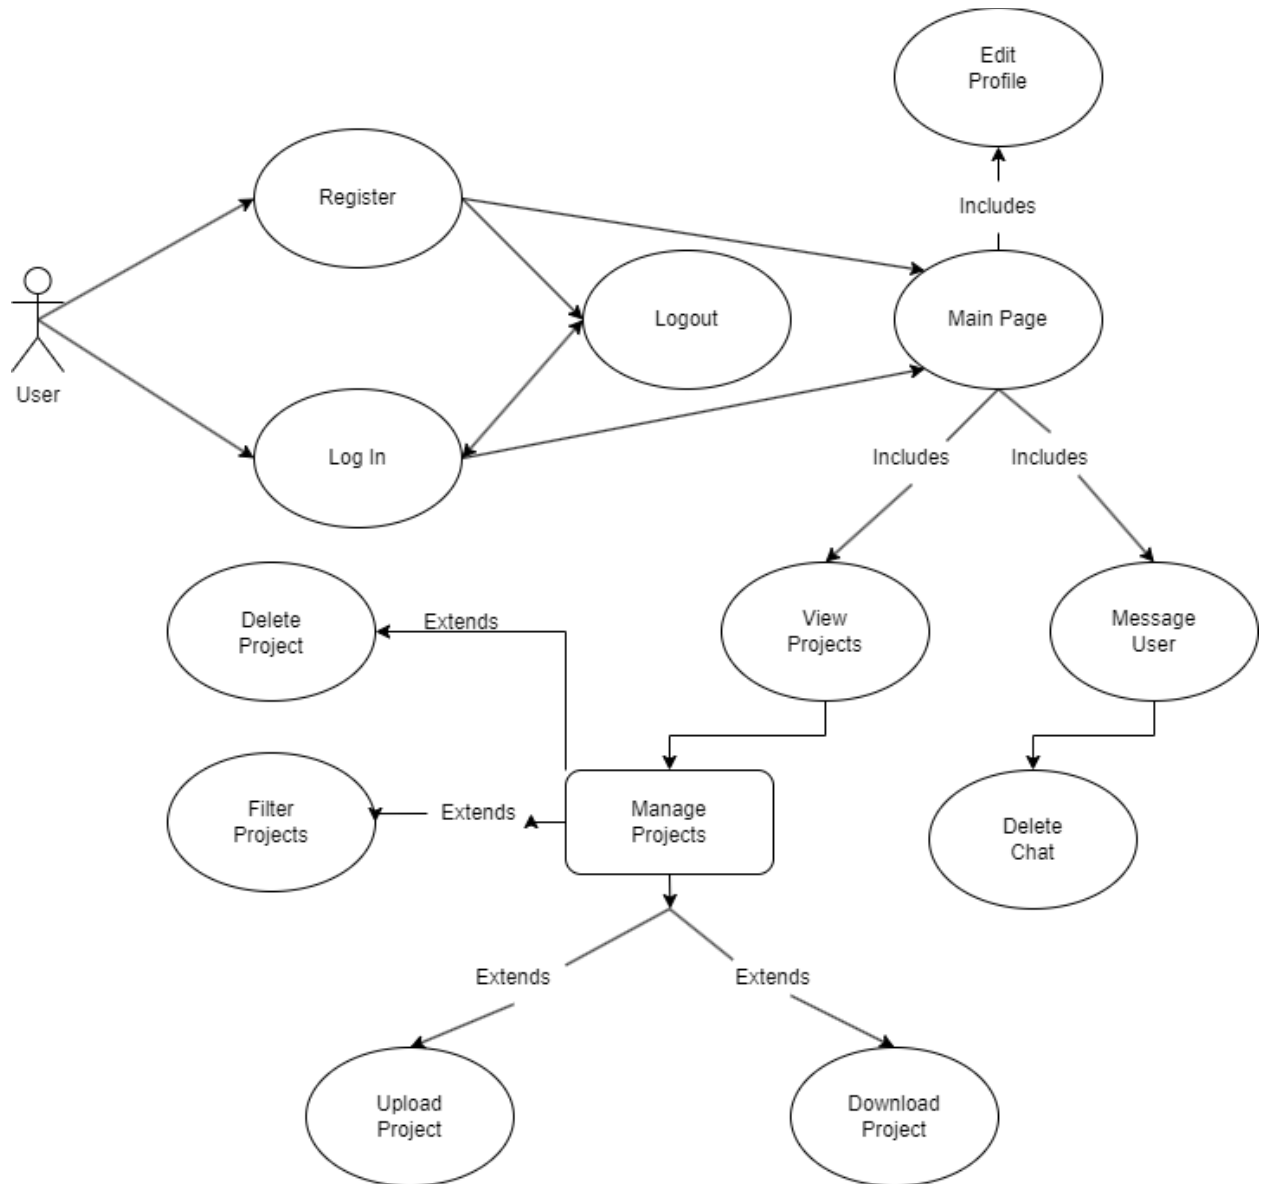 Edit
Profile
Register
Includes
Logout
Main Page
User
Log In
Includes
Includes
Delete
Project
Extends
View
Projects
Message
User
Filter
Projects
Extends
Manage
Projects
Delete
Chat
Extends
Extends
Upload
Project
Download
Project